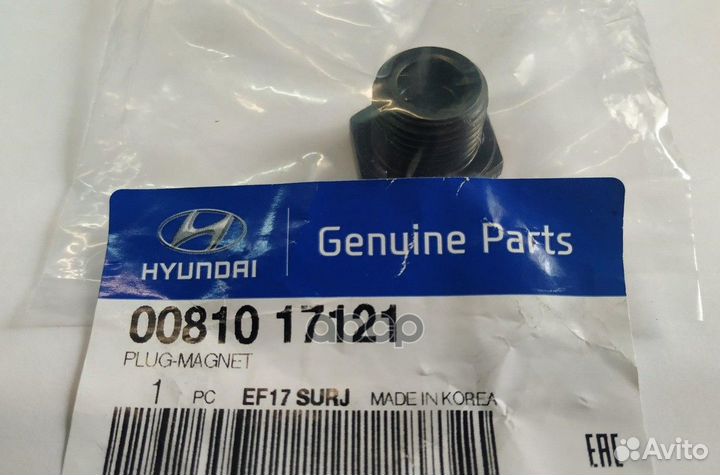 HYUNDAI
Genuine Parts
00810 17121
PLUG-MAGNET
1 PC EF17 SURJ MADE IN KOREA
EAC
Avito